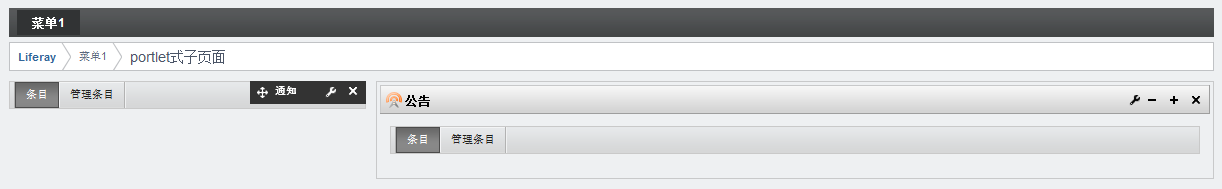 菜单1
Liferay 菜单1 portlet式子页面
条目 管理条目 通知
公告
条目 管理条目